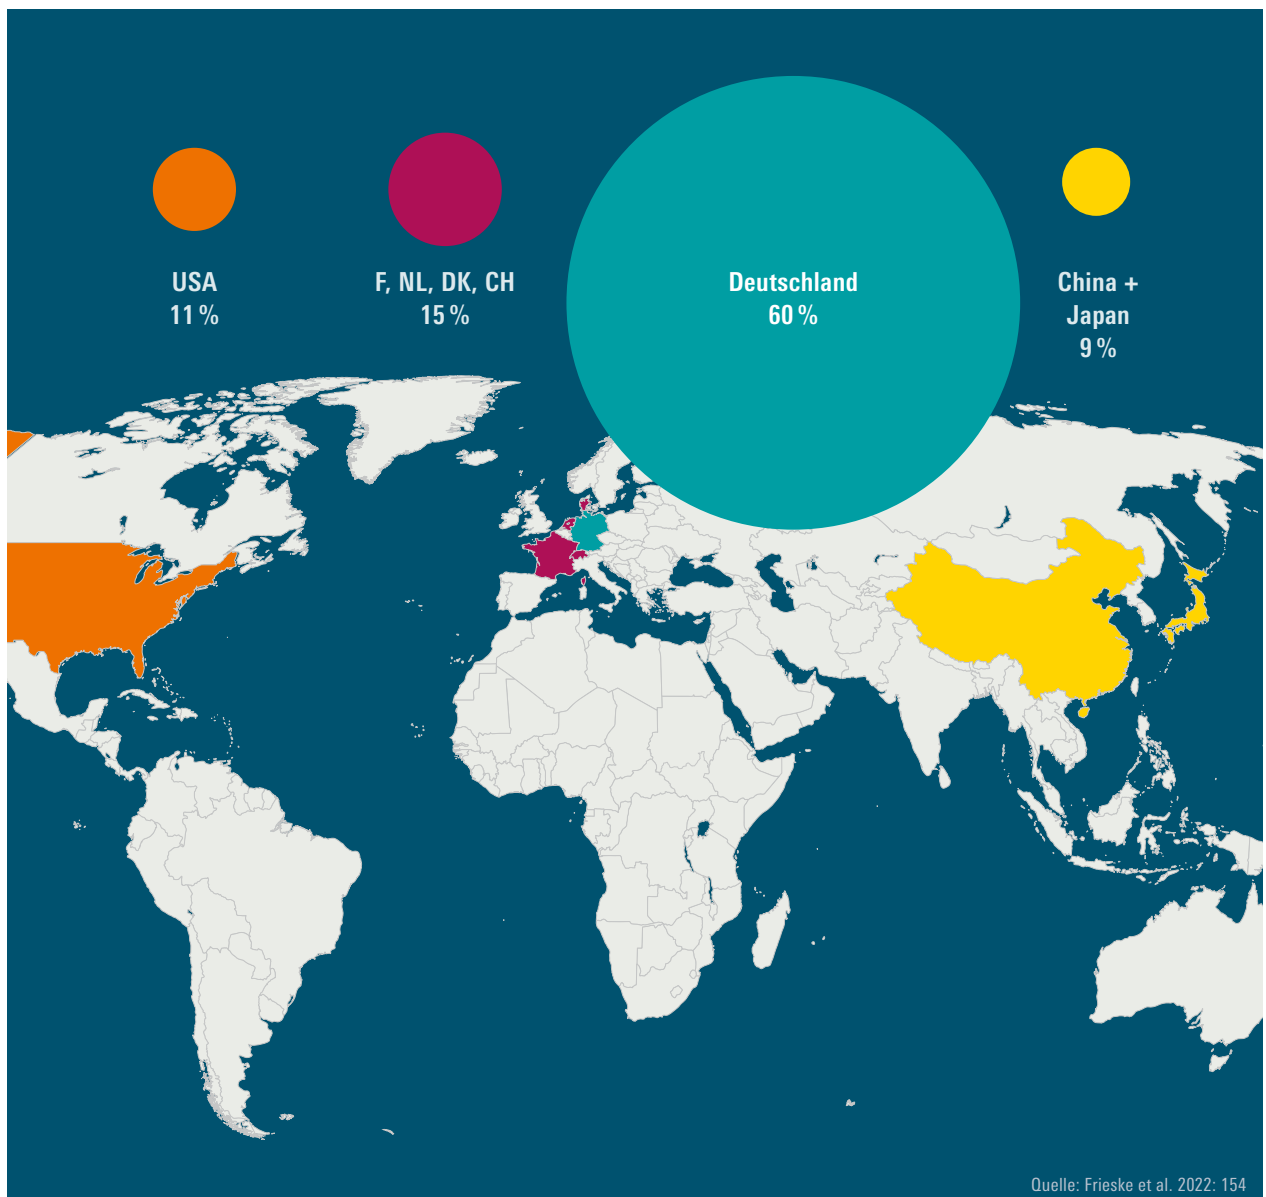 USA
11 %
F, NL, DK, CH
15 %
Deutschland
60 %
China +
Japan
9 %
Quelle: Frieske et al. 2022: 154